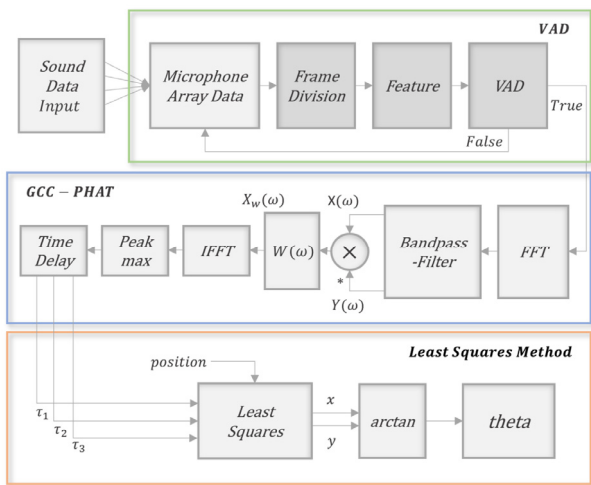 VAD
Sound
Data
Input
Microphone
Array Data
Frame
Division
Feature
VAD
True
False
GCC − PHAT
Time
Delay
Peak
max
IFFT
X_w(ω)
W(ω)
X(ω)
×
*
Y(ω)
Bandpass
-Filter
FFT
Least Squares Method
position
τ₁
τ₂
τ₃
Least
Squares
x
y
arctan
theta